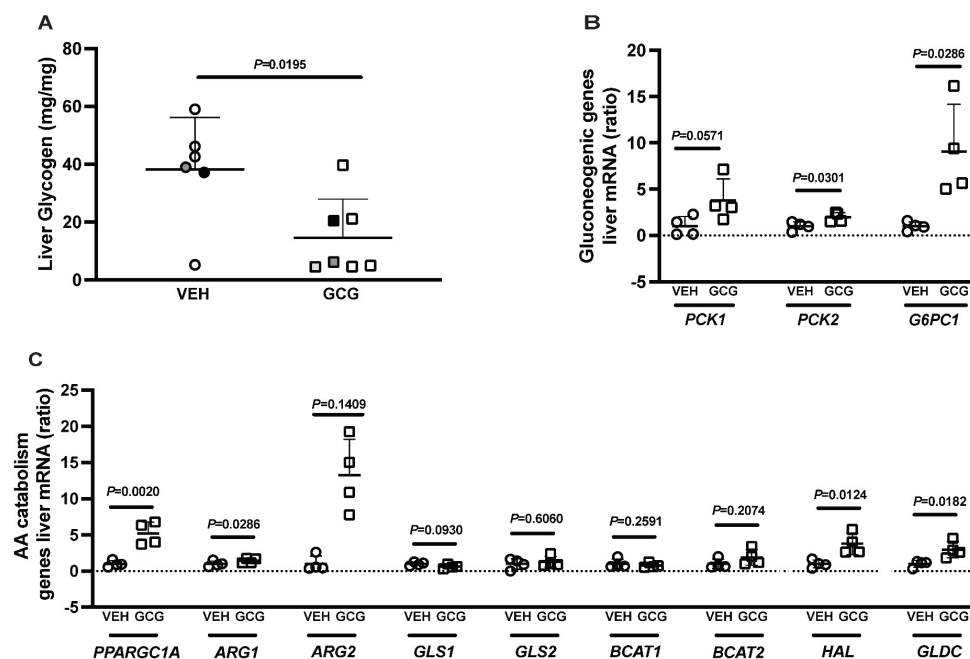 A
Liver Glycogen (mg/mg)
80
60
40
20
0
P=0.0195
VEH GCG
B
Gluconeogenic genes
liver mRNA (ratio)
20
15
10
5
0
-5
P=0.0571
P=0.0301
P=0.0286
VEH GCG VEH GCG VEH GCG
PCK1 PCK2 G6PC1
C
AA catabolism
genes liver mRNA (ratio)
25
20
15
10
5
0
-5
P=0.0020
P=0.0286
P=0.1409
P=0.0930
P=0.6060
P=0.2591
P=0.2074
P=0.0124
P=0.0182
VEH GCG VEH GCG VEH GCG VEH GCG VEH GCG VEH GCG VEH GCG VEH GCG VEH GCG
PPARGC1A ARG1 ARG2 GLS1 GLS2 BCAT1 BCAT2 HAL GLDC